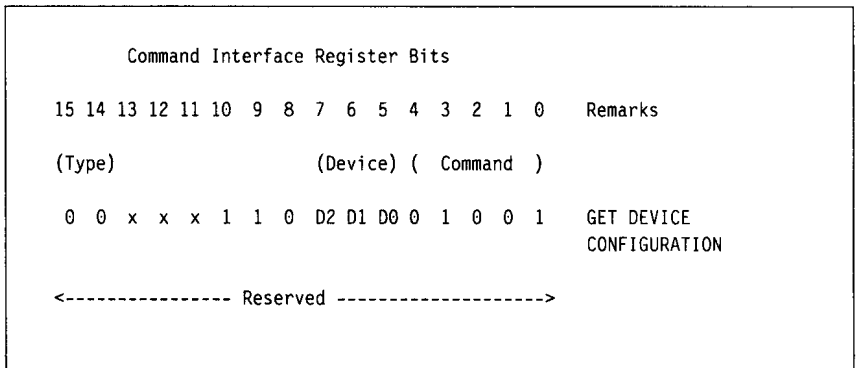 Command Interface Register Bits
15 14 13 12 11 10 9 8 7 6 5 4 3 2 1 0 Remarks
(Type) (Device) ( Command )
0 0 x x x 1 1 0 D2 D1 D0 0 1 0 0 1 GET DEVICE
CONFIGURATION
<---------------- Reserved -------------------->